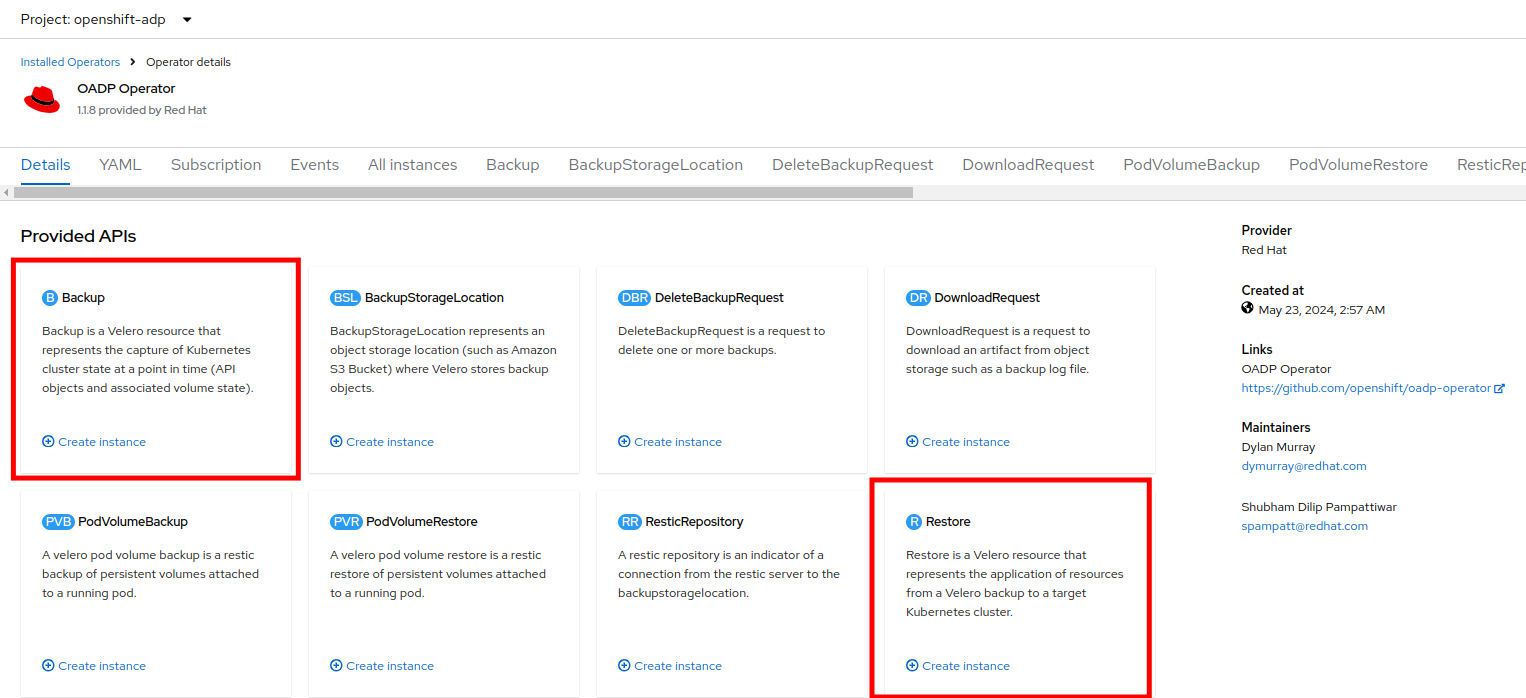 Project: openshift-adp
Installed Operators
Operator details
OADP Operator
1.1.8 provided by Red Hat
Details
YAML
Subscription
Events
All instances
Backup
BackupStorageLocation
DeleteBackupRequest
DownloadRequest
PodVolumeBackup
PodVolumeRestore
ResticRep
Provided APIs
B Backup
Backup is a Velero resource that
represents the capture of Kubernetes
cluster state at a point in time (API
objects and associated volume state).
Create instance
BSL BackupStorageLocation
BackupStorageLocation represents an
object storage location (such as Amazon
S3 Bucket) where Velero stores backup
objects.
Create instance
DBR DeleteBackupRequest
DeleteBackupRequest is a request to
delete one or more backups.
Create instance
DR DownloadRequest
DownloadRequest is a request to
download an artifact from object
storage such as a backup log file.
Create instance
PVB PodVolumeBackup
A velero pod volume backup is a restic
backup of persistent volumes attached
to a running pod.
Create instance
PVR PodVolumeRestore
A velero pod volume restore is a restic
restore of persistent volumes attached
to a running pod.
Create instance
RR ResticRepository
A restic repository is an indicator of a
connection from the restic server to the
backupstoragelocation.
Create instance
R Restore
Restore is a Velero resource that
represents the application of resources
from a Velero backup to a target
Kubernetes cluster.
Create instance
Provider
Red Hat
Created at
May 23, 2024, 2:57 AM
Links
OADP Operator
https://github.com/openshift/oadp-operator
Maintainers
Dylan Murray
dymurray@redhat.com
Shubham Dilip Pampattiwar
spampatt@redhat.com